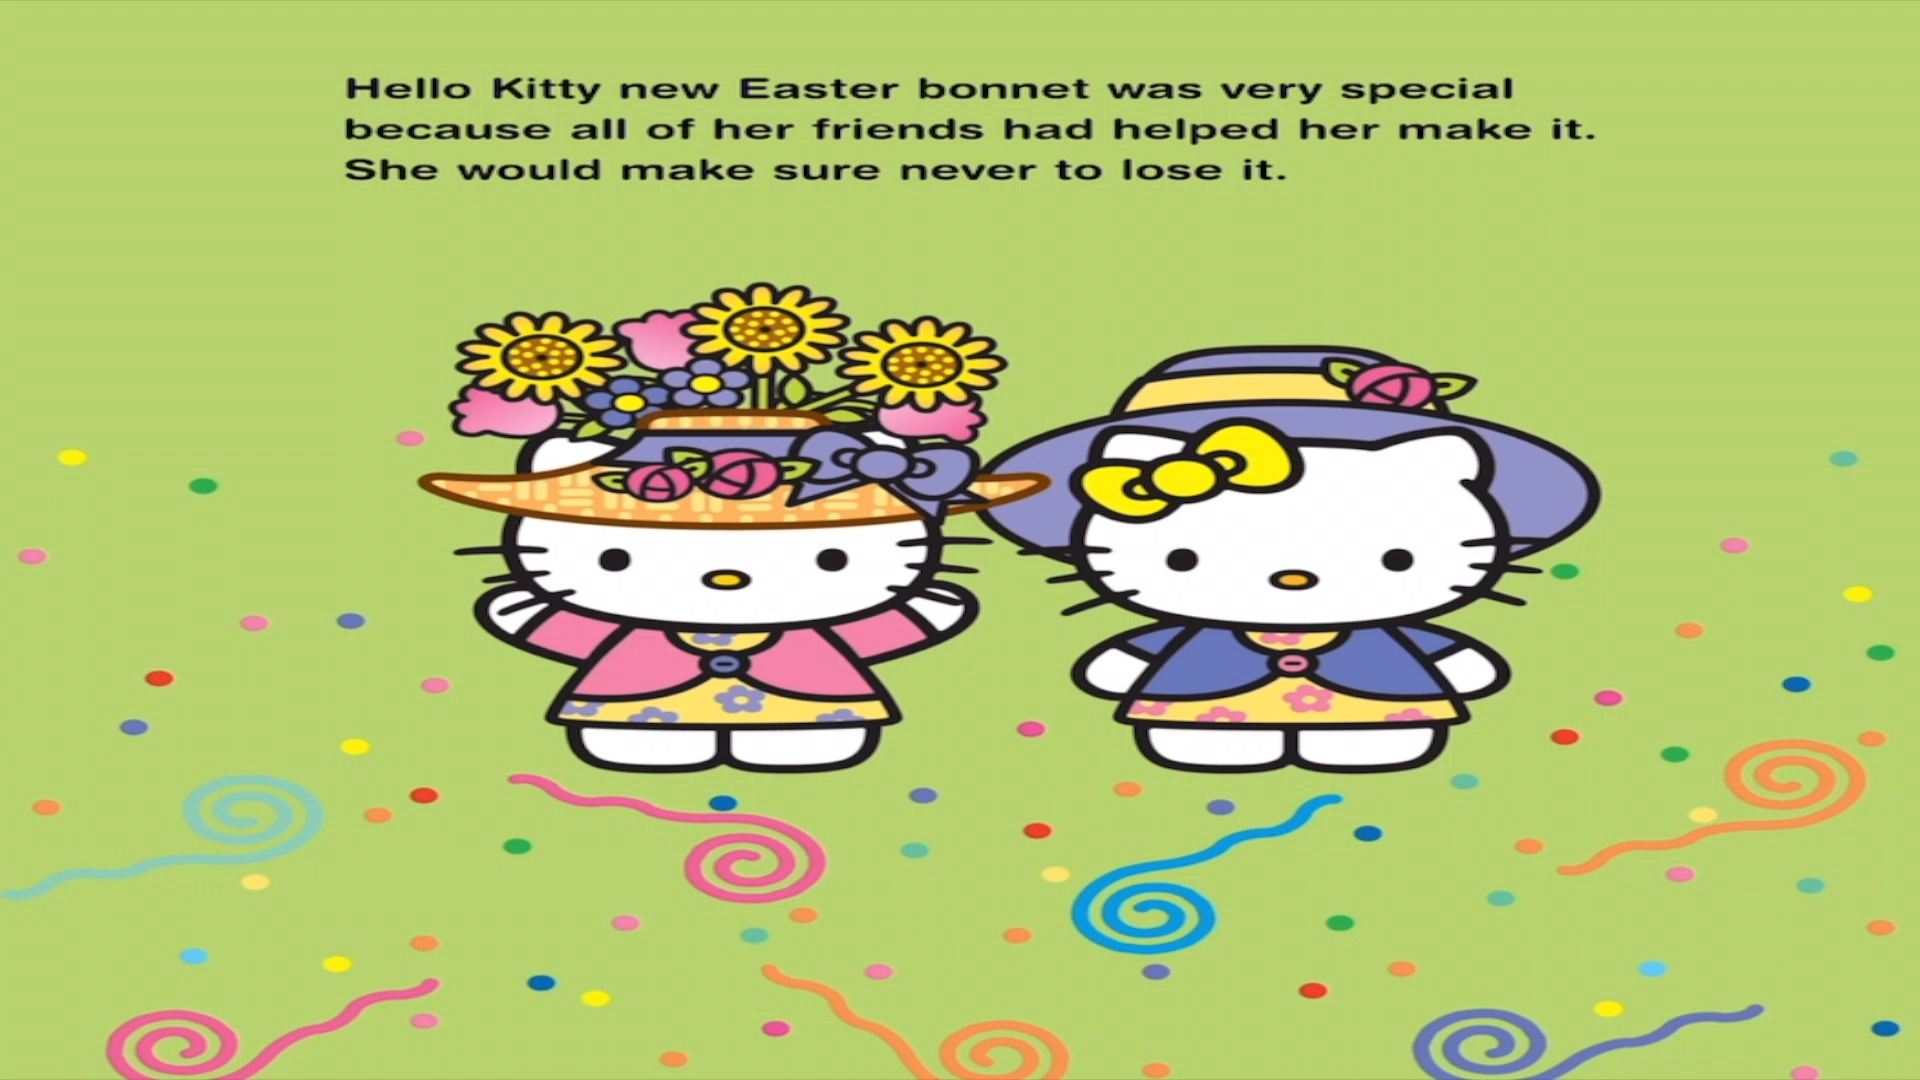 Hello Kitty new Easter bonnet was very special
because all of her friends had helped her make it.
She would make sure never to lose it.